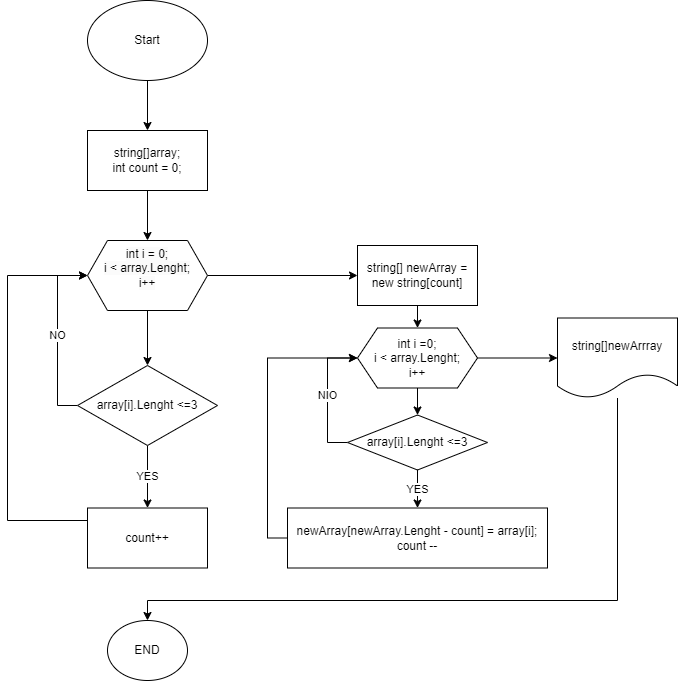 Start
string[]array;
int count = 0;
int i = 0;
i < array.Lenght;
i++
NO
array[i].Lenght <=3
YES
count++
string[] newArray =
new string[count]
int i =0;
i < array.Lenght;
i++
NIO
array[i].Lenght <=3
YES
newArray[newArray.Lenght - count] = array[i];
count --
string[]newArrray
END